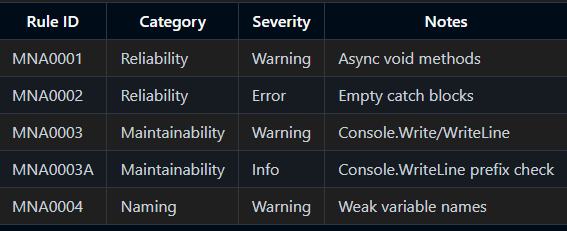 Rule ID Category Severity Notes
MNA0001 Reliability Warning Async void methods
MNA0002 Reliability Error Empty catch blocks
MNA0003 Maintainability Warning Console.Write/WriteLine
MNA0003A Maintainability Info Console.WriteLine prefix check
MNA0004 Naming Warning Weak variable names